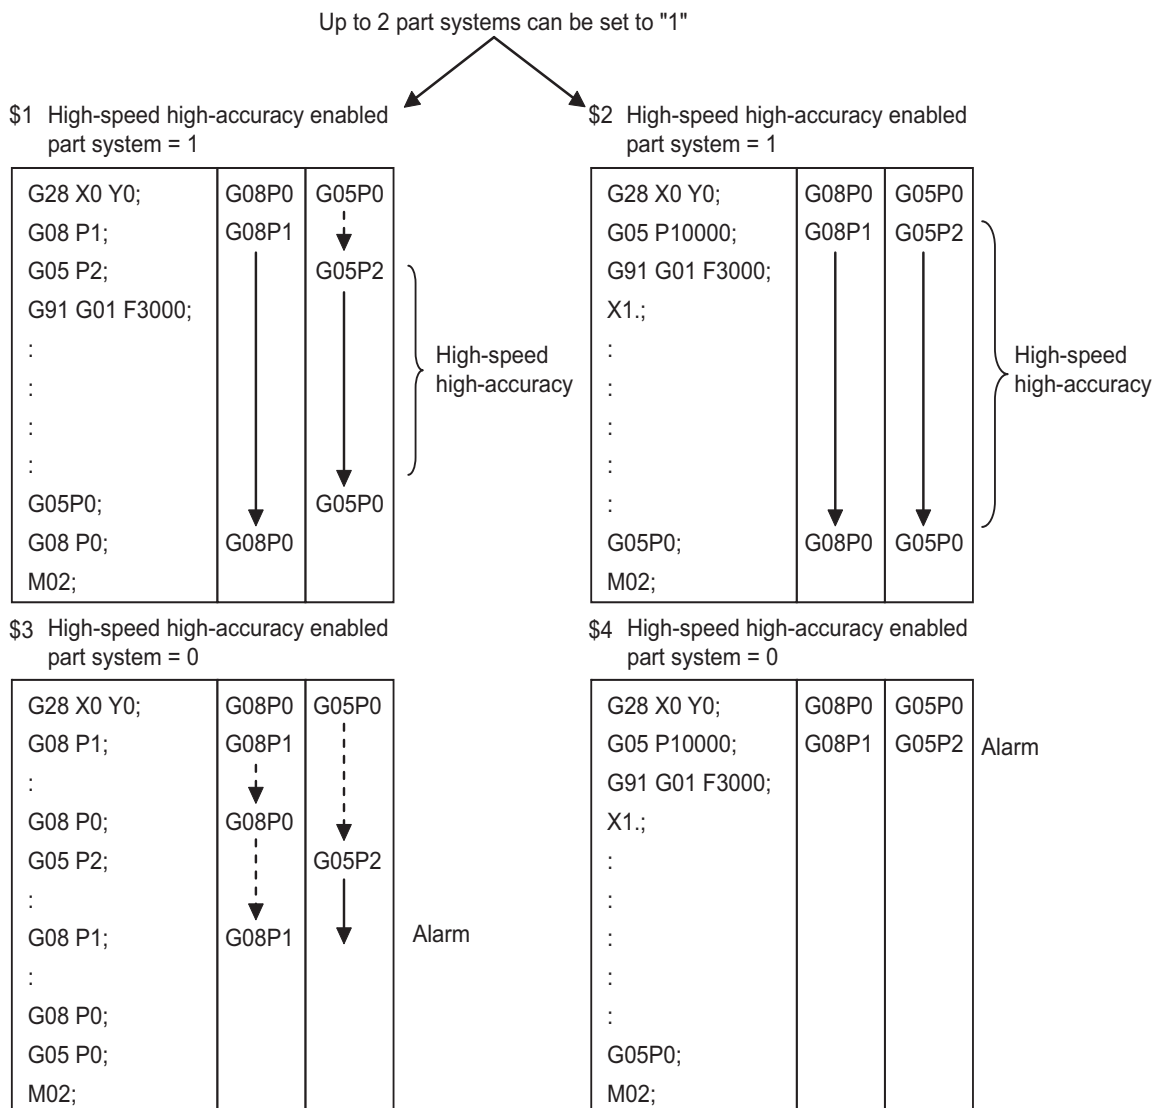 Up to 2 part systems can be set to "1"
$1 High-speed high-accuracy enabled
part system = 1
G28 X0 Y0; G08P0 G05P0
G08 P1; G08P1
G05 P2; G05P2
G91 G01 F3000;
:
:
:
:
G05P0; G05P0
G08 P0; G08P0
M02;
High-speed
high-accuracy
$2 High-speed high-accuracy enabled
part system = 1
G28 X0 Y0; G08P0 G05P0
G05 P10000; G08P1 G05P2
G91 G01 F3000;
X1.;
:
:
:
:
:
G05P0; G08P0 G05P0
M02;
High-speed
high-accuracy
$3 High-speed high-accuracy enabled
part system = 0
G28 X0 Y0; G08P0 G05P0
G08 P1; G08P1
:
G08 P0; G08P0
G05 P2; G05P2
:
G08 P1; G08P1 Alarm
:
G08 P0;
G05 P0;
M02;
$4 High-speed high-accuracy enabled
part system = 0
G28 X0 Y0; G08P0 G05P0
G05 P10000; G08P1 G05P2 Alarm
G91 G01 F3000;
X1.;
:
:
:
:
:
G05P0;
M02;